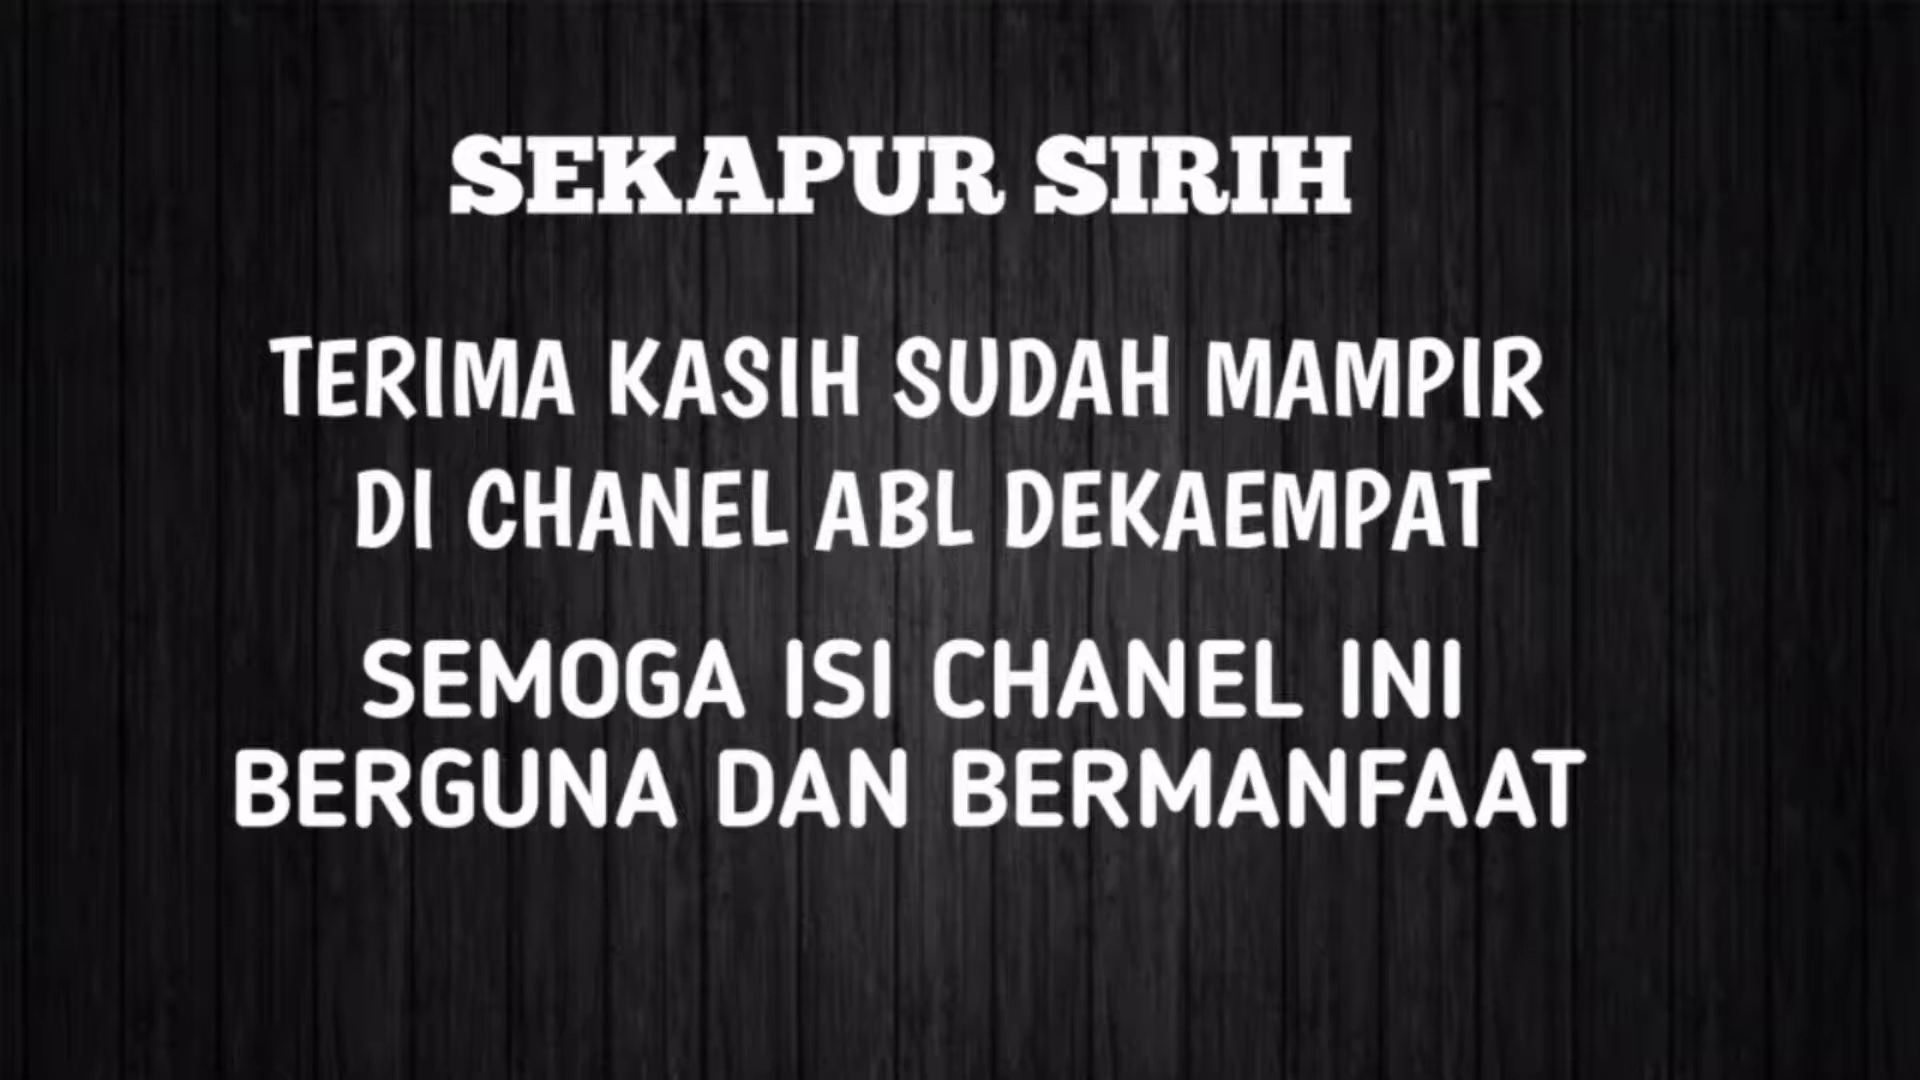 SEKAPUR SIRIH
TERIMA KASIH SUDAH MAMPIR
DI CHANEL ABL DEKAEMPAT
SEMOGA ISI CHANEL INI
BERGUNA DAN BERMANFAAT